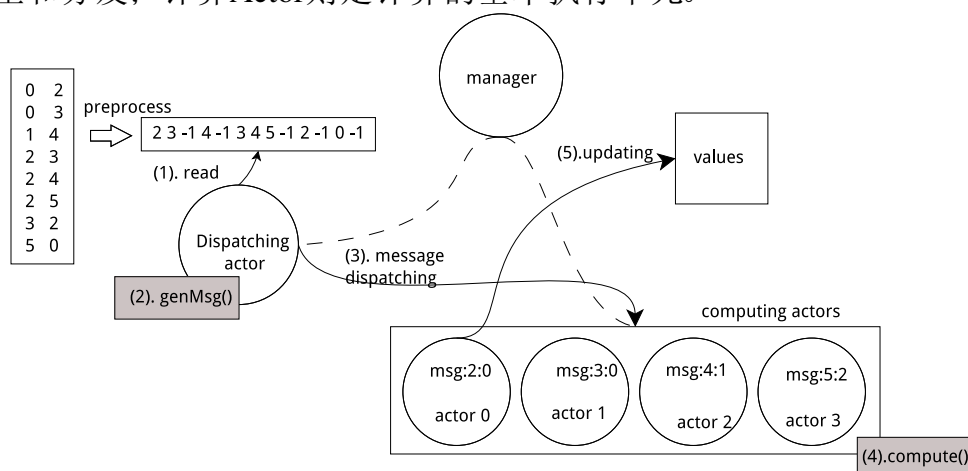 manager
0 2
0 3
1 4
2 3
2 4
2 5
3 2
5 0
preprocess
2 3 -1 4 -1 3 4 5 -1 2 -1 0 -1
(1). read
(5).updating
values
Dispatching
actor
(2). genMsg()
(3). message
dispatching
computing actors
msg:2:0
actor 0
msg:3:0
actor 1
msg:4:1
actor 2
msg:5:2
actor 3
(4).compute()